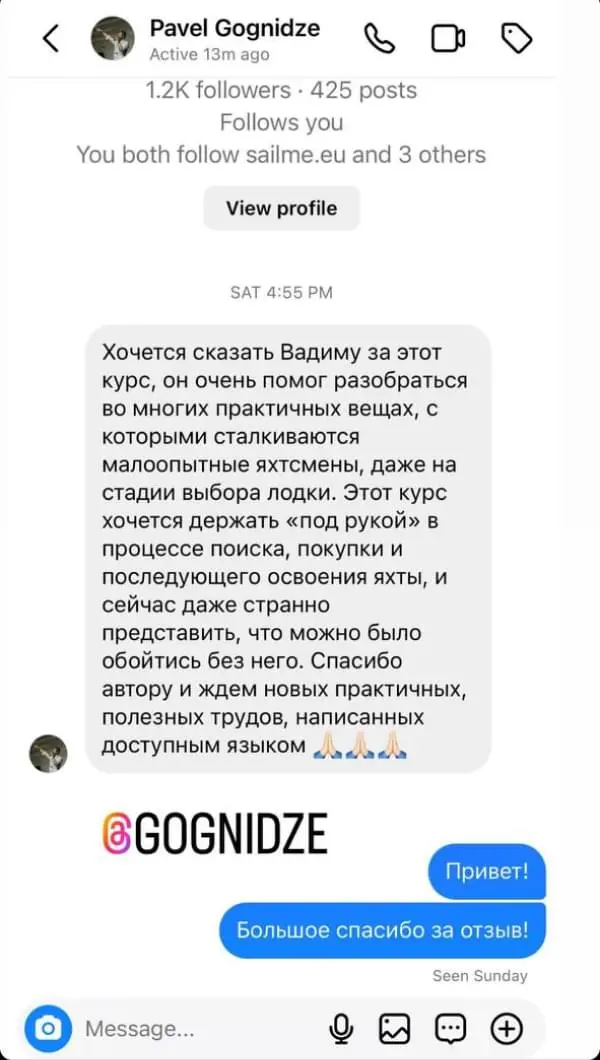 Pavel Gognidze
Active 13m ago
1.2K followers · 425 posts
Follows you
You both follow sailme.eu and 3 others
View profile
SAT 4:55 PM
Хочется сказать Вадиму за этот
курс, он очень помог разобраться
во многих практичных вещах, с
которыми сталкиваются
малоопытные яхтсмены, даже на
стадии выбора лодки. Этот курс
хочется держать «под рукой» в
процессе поиска, покупки и
последующего освоения яхты, и
сейчас даже странно
представить, что можно было
обойтись без него. Спасибо
автору и ждем новых практичных,
полезных трудов, написанных
доступным языком 🙏🏻🙏🏻🙏🏻
@GOGNIDZE
Привет!
Большое спасибо за отзыв!
Seen Sunday
Message...